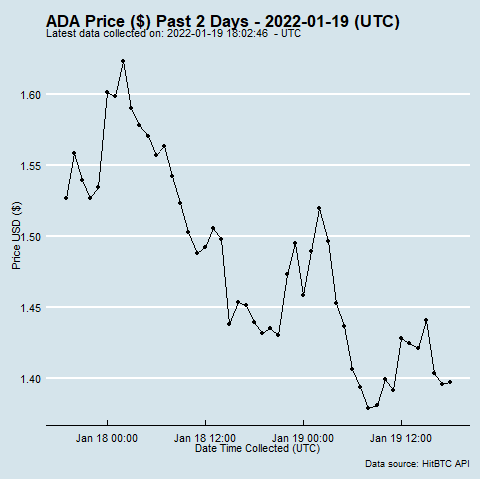 ADA Price ($) Past 2 Days - 2022-01-19 (UTC)
Latest data collected on: 2022-01-19 18:02:46 - UTC
Price USD ($)
1.60
1.55
1.50
1.45
1.40
Jan 18 00:00
Jan 18 12:00
Jan 19 00:00
Jan 19 12:00
Date Time Collected (UTC)
Data source: HitBTC API